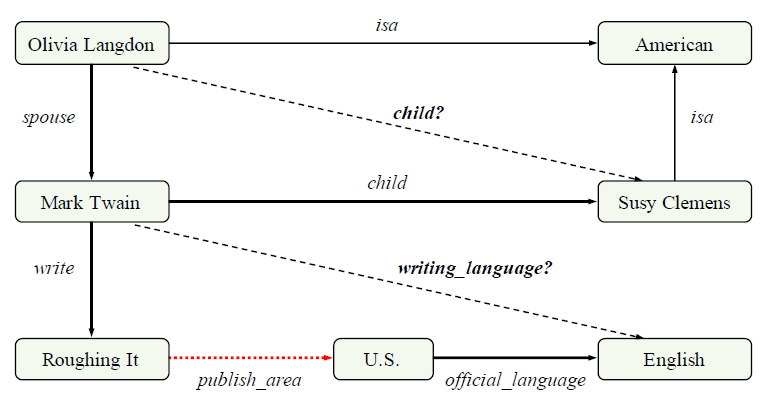 isa
Olivia Langdon
American
spouse
child?
isa
child
Mark Twain
Susy Clemens
write
writing_language?
Roughing It
U.S.
English
publish_area
official_language